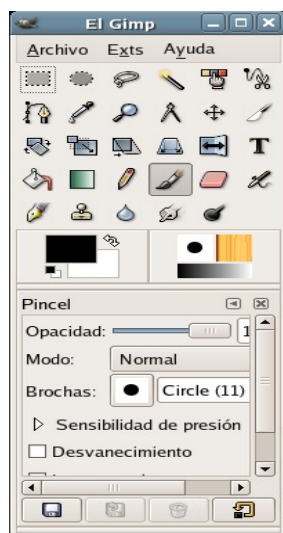 El Gimp
Archivo Exts Ayuda
T
Pincel
Opacidad: 1
Modo: Normal
Brochas: Circle (11)
Sensibilidad de presión
Desvanecimiento